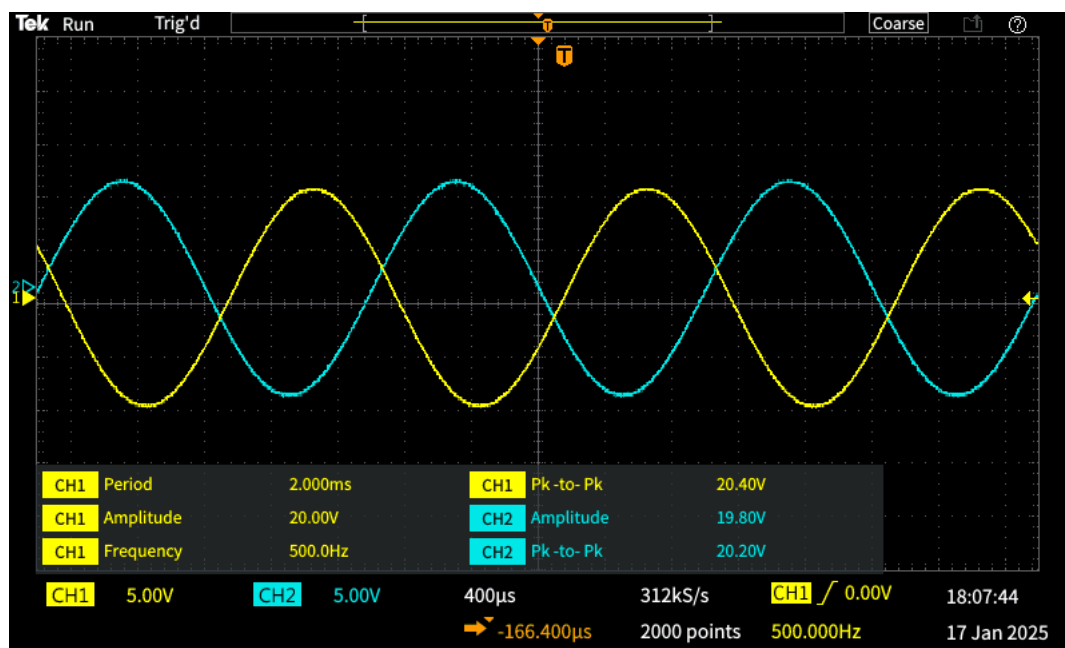 Tek Run Trig'd T Coarse ?
T
2
1
CH1 Period 2.000ms CH1 Pk -to- Pk 20.40V
CH1 Amplitude 20.00V CH2 Amplitude 19.80V
CH1 Frequency 500.0Hz CH2 Pk -to- Pk 20.20V
CH1 5.00V CH2 5.00V 400µs 312kS/s CH1 0.00V 18:07:44
-166.400µs 2000 points 500.000Hz 17 Jan 2025